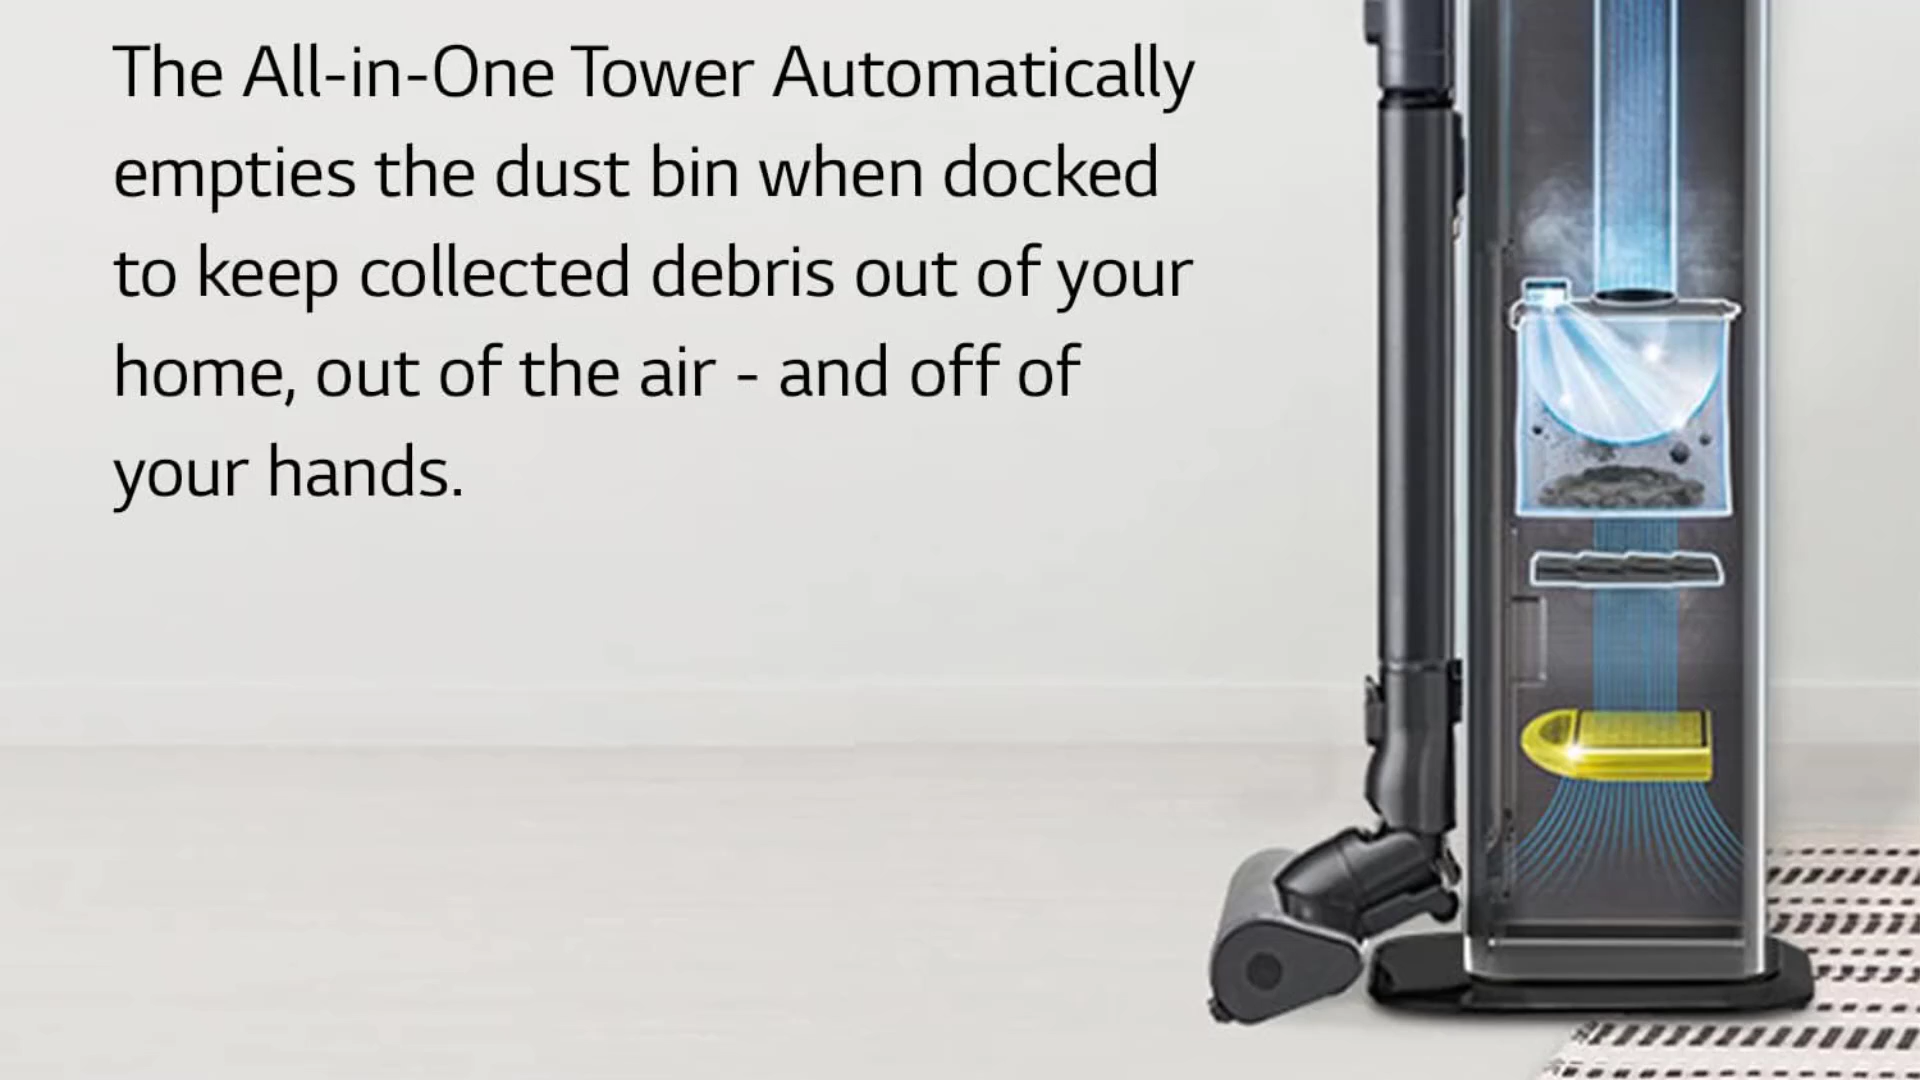 The All-in-One Tower Automatically
empties the dust bin when docked
to keep collected debris out of your
home, out of the air - and off of
your hands.